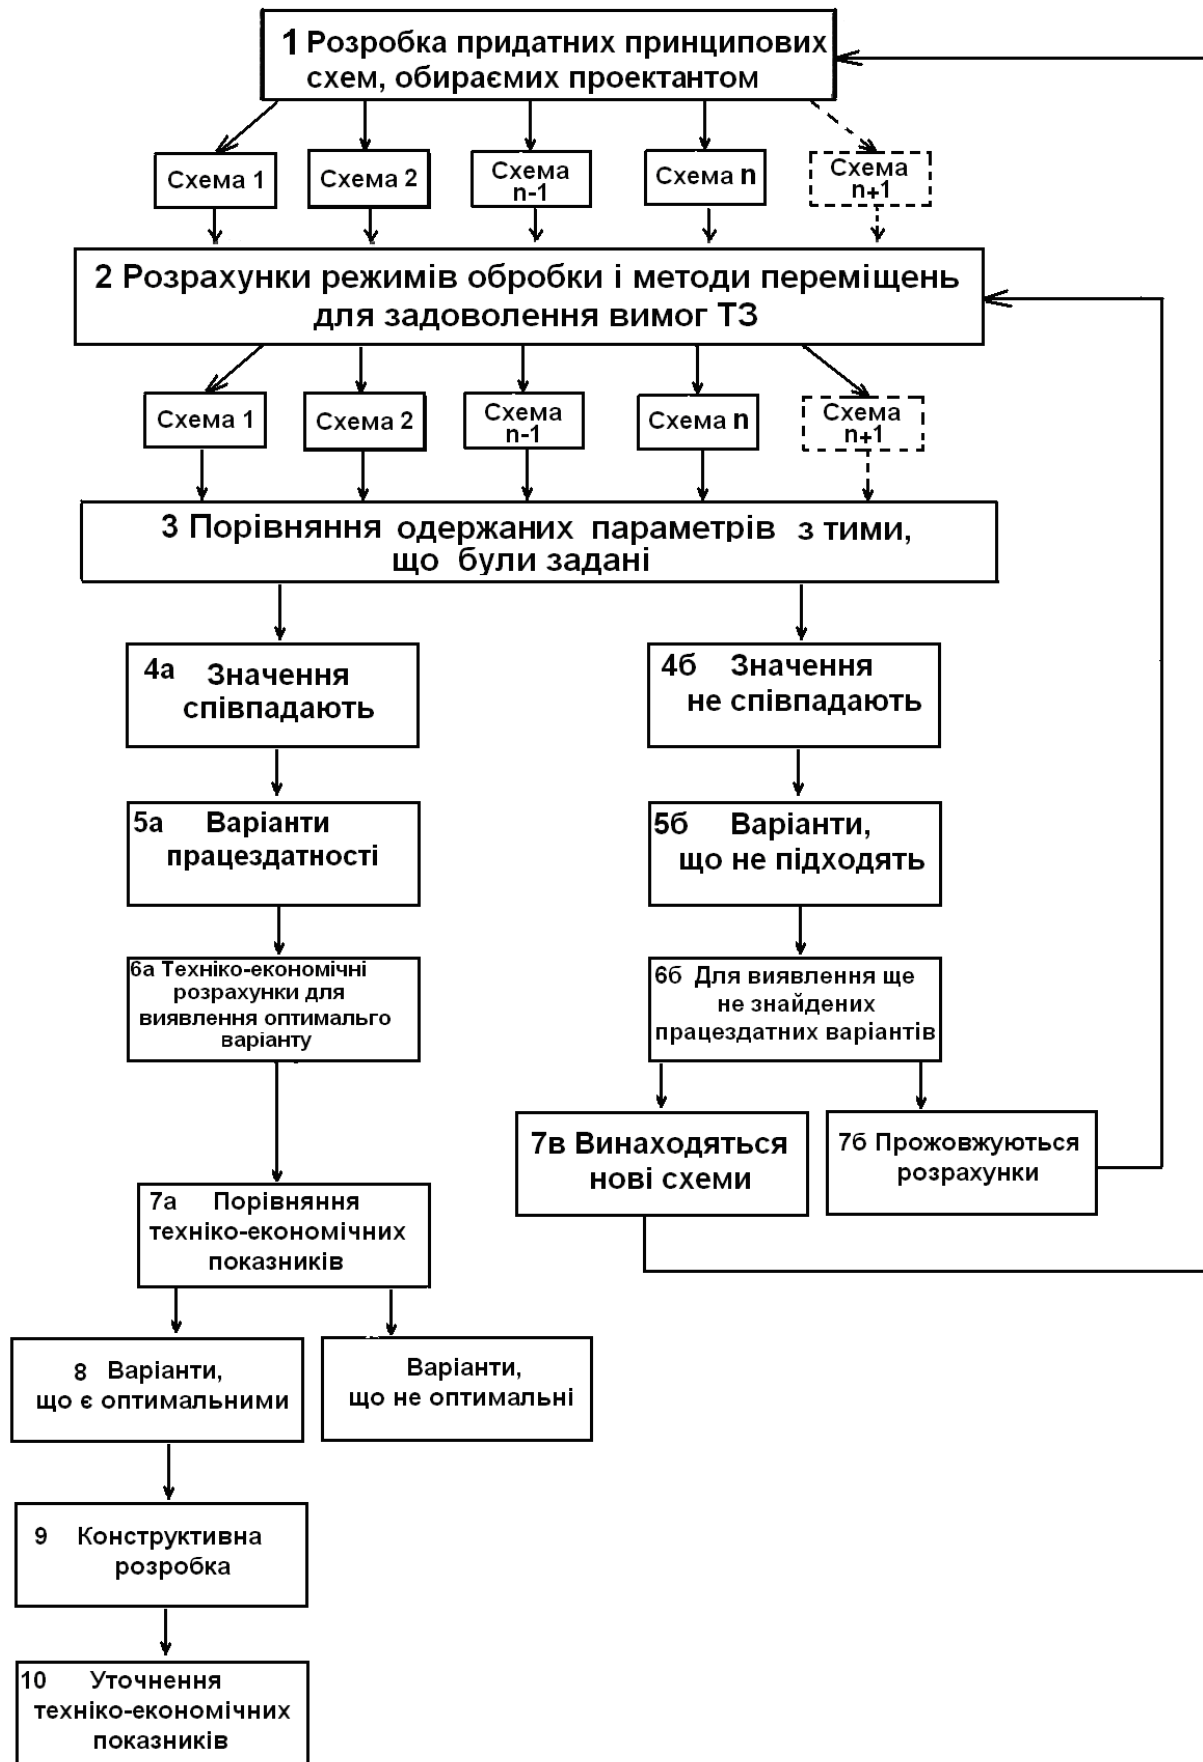 1 Розробка придатних принципових
схем, обираємих проектантом
Схема 1
Схема 2
Схема
n-1
Схема n
Схема
n+1
2 Розрахунки режимів обробки і методи переміщень
для задоволення вимог ТЗ
Схема 1
Схема 2
Схема
n-1
Схема n
Схема
n+1
3 Порівняння одержаних параметрів з тими,
що були задані
4а Значення
співпадають
4б Значення
не співпадають
5а Варіанти
працездатності
5б Варіанти,
що не підходять
6а Техніко-економічні
розрахунки для
виявлення оптимальго
варіанту
6б Для виявлення ще
не знайдених
працездатних варіантів
7в Винаходяться
нові схеми
7б Прожовжуються
розрахунки
7а Порівняння
техніко-економічних
показників
8 Варіанти,
що є оптимальними
Варіанти,
що не оптимальні
9 Конструктивна
розробка
10 Уточнення
техніко-економічних
показників